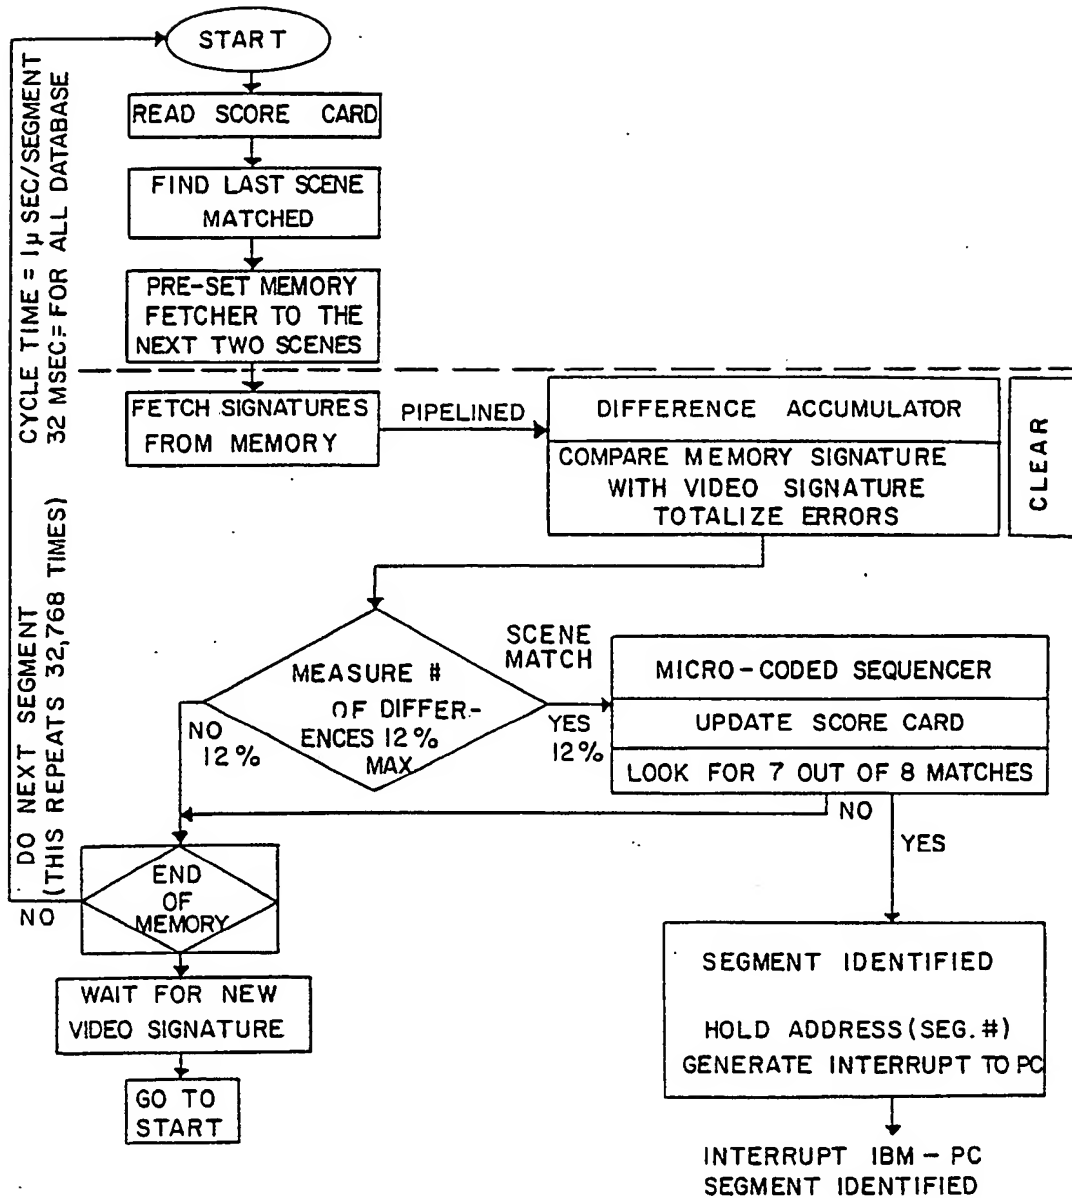 START
READ SCORE CARD
FIND LAST SCENE
MATCHED
PRE-SET MEMORY
FETCHER TO THE
NEXT TWO SCENES
CYCLE TIME = 1µ SEC/SEGMENT
32 MSEC= FOR ALL DATABASE
FETCH SIGNATURES
FROM MEMORY
PIPELINED
DIFFERENCE ACCUMULATOR
COMPARE MEMORY SIGNATURE
WITH VIDEO SIGNATURE
TOTALIZE ERRORS
CLEAR
DO NEXT SEGMENT
(THIS REPEATS 32,768 TIMES)
MEASURE #
OF DIFFER-
ENCES 12%
MAX
NO
12%
SCENE
MATCH
YES
12%
MICRO-CODED SEQUENCER
UPDATE SCORE CARD
LOOK FOR 7 OUT OF 8 MATCHES
NO
YES
END
OF
MEMORY
NO
WAIT FOR NEW
VIDEO SIGNATURE
GO TO
START
SEGMENT IDENTIFIED
HOLD ADDRESS (SEG. #)
GENERATE INTERRUPT TO PC
INTERRUPT IBM - PC
SEGMENT IDENTIFIED